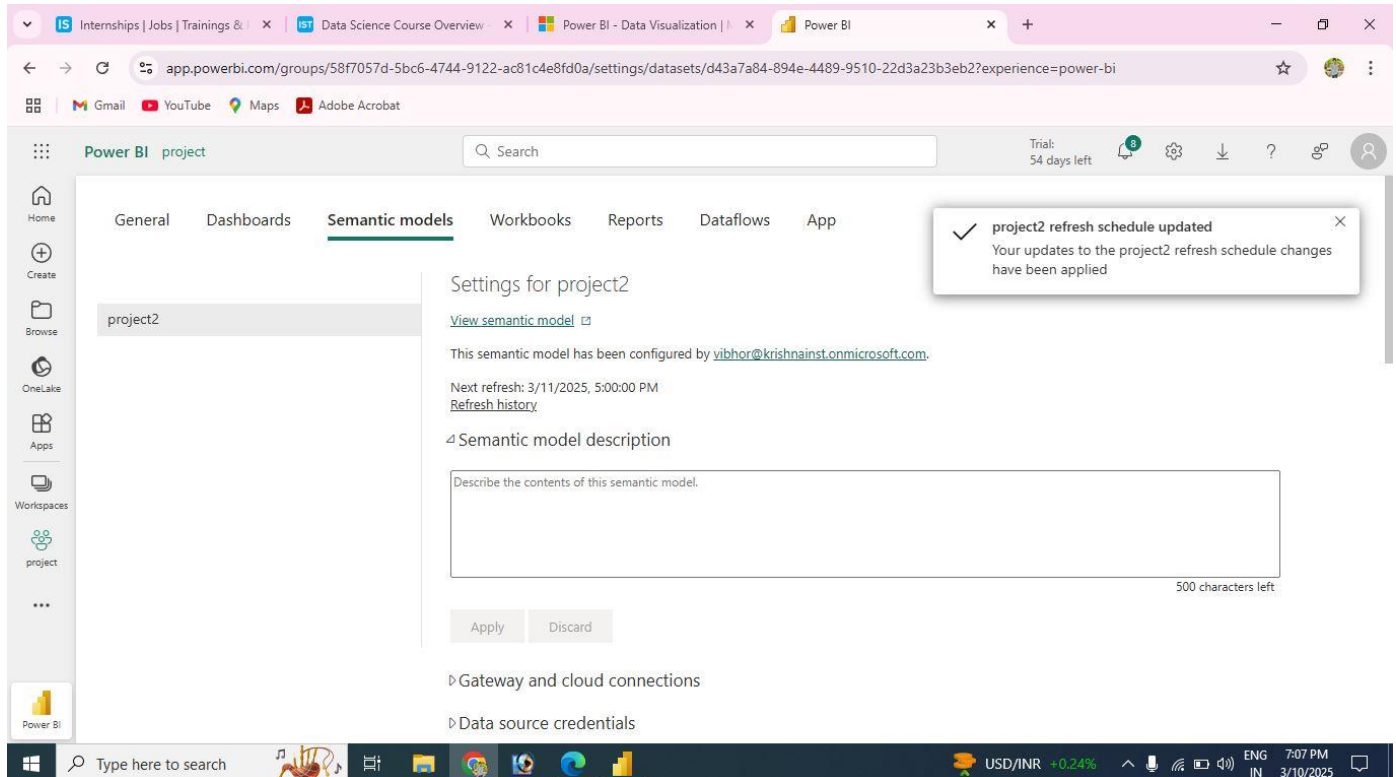 IS Internships | Jobs | Trainings &
IST Data Science Course Overview -
Power BI - Data Visualization |
Power BI
app.powerbi.com/groups/58f7057d-5bc6-4744-9122-ac81c4e8fd0a/settings/datasets/d43a7a84-894e-4489-9510-22d3a23b3eb2?experience=power-bi
Gmail YouTube Maps Adobe Acrobat
Power BI project
Search
Trial:
54 days left
8
Home
Create
Browse
OneLake
Apps
Workspaces
project
Power BI
General Dashboards Semantic models Workbooks Reports Dataflows App
project2 refresh schedule updated
Your updates to the project2 refresh schedule changes
have been applied
project2
Settings for project2
View semantic model
This semantic model has been configured by vibhor@krishnainst.onmicrosoft.com.
Next refresh: 3/11/2025, 5:00:00 PM
Refresh history
Semantic model description
Describe the contents of this semantic model.
500 characters left
Apply Discard
Gateway and cloud connections
Data source credentials
Type here to search
USD/INR +0.24%
ENG
IN
7:07 PM
3/10/2025